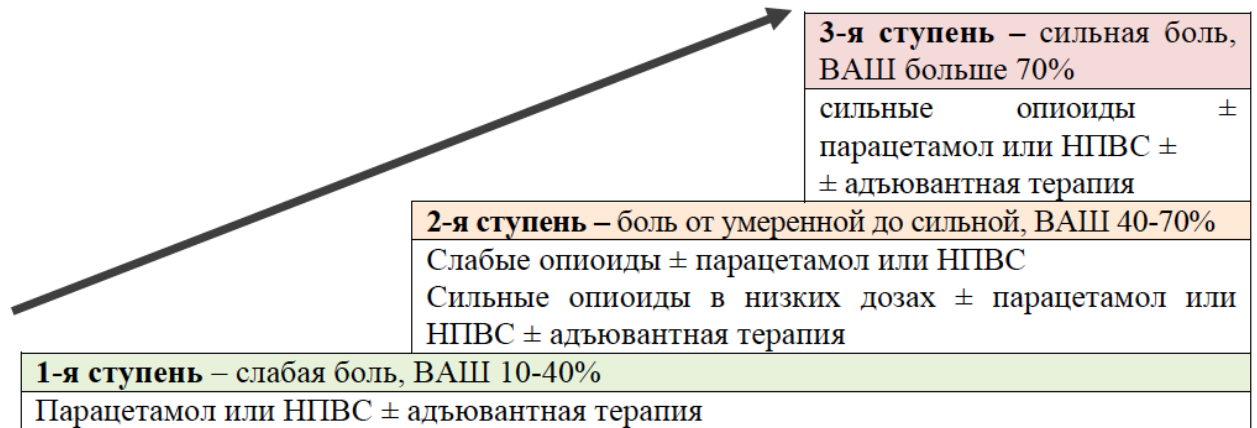 3-я ступень – сильная боль,
ВАШ больше 70%
сильные опиоиды ±
парацетамол или НПВС ±
± адъювантная терапия
2-я ступень – боль от умеренной до сильной, ВАШ 40-70%
Слабые опиоиды ± парацетамол или НПВС
Сильные опиоиды в низких дозах ± парацетамол или
НПВС ± адъювантная терапия
1-я ступень – слабая боль, ВАШ 10-40%
Парацетамол или НПВС ± адъювантная терапия